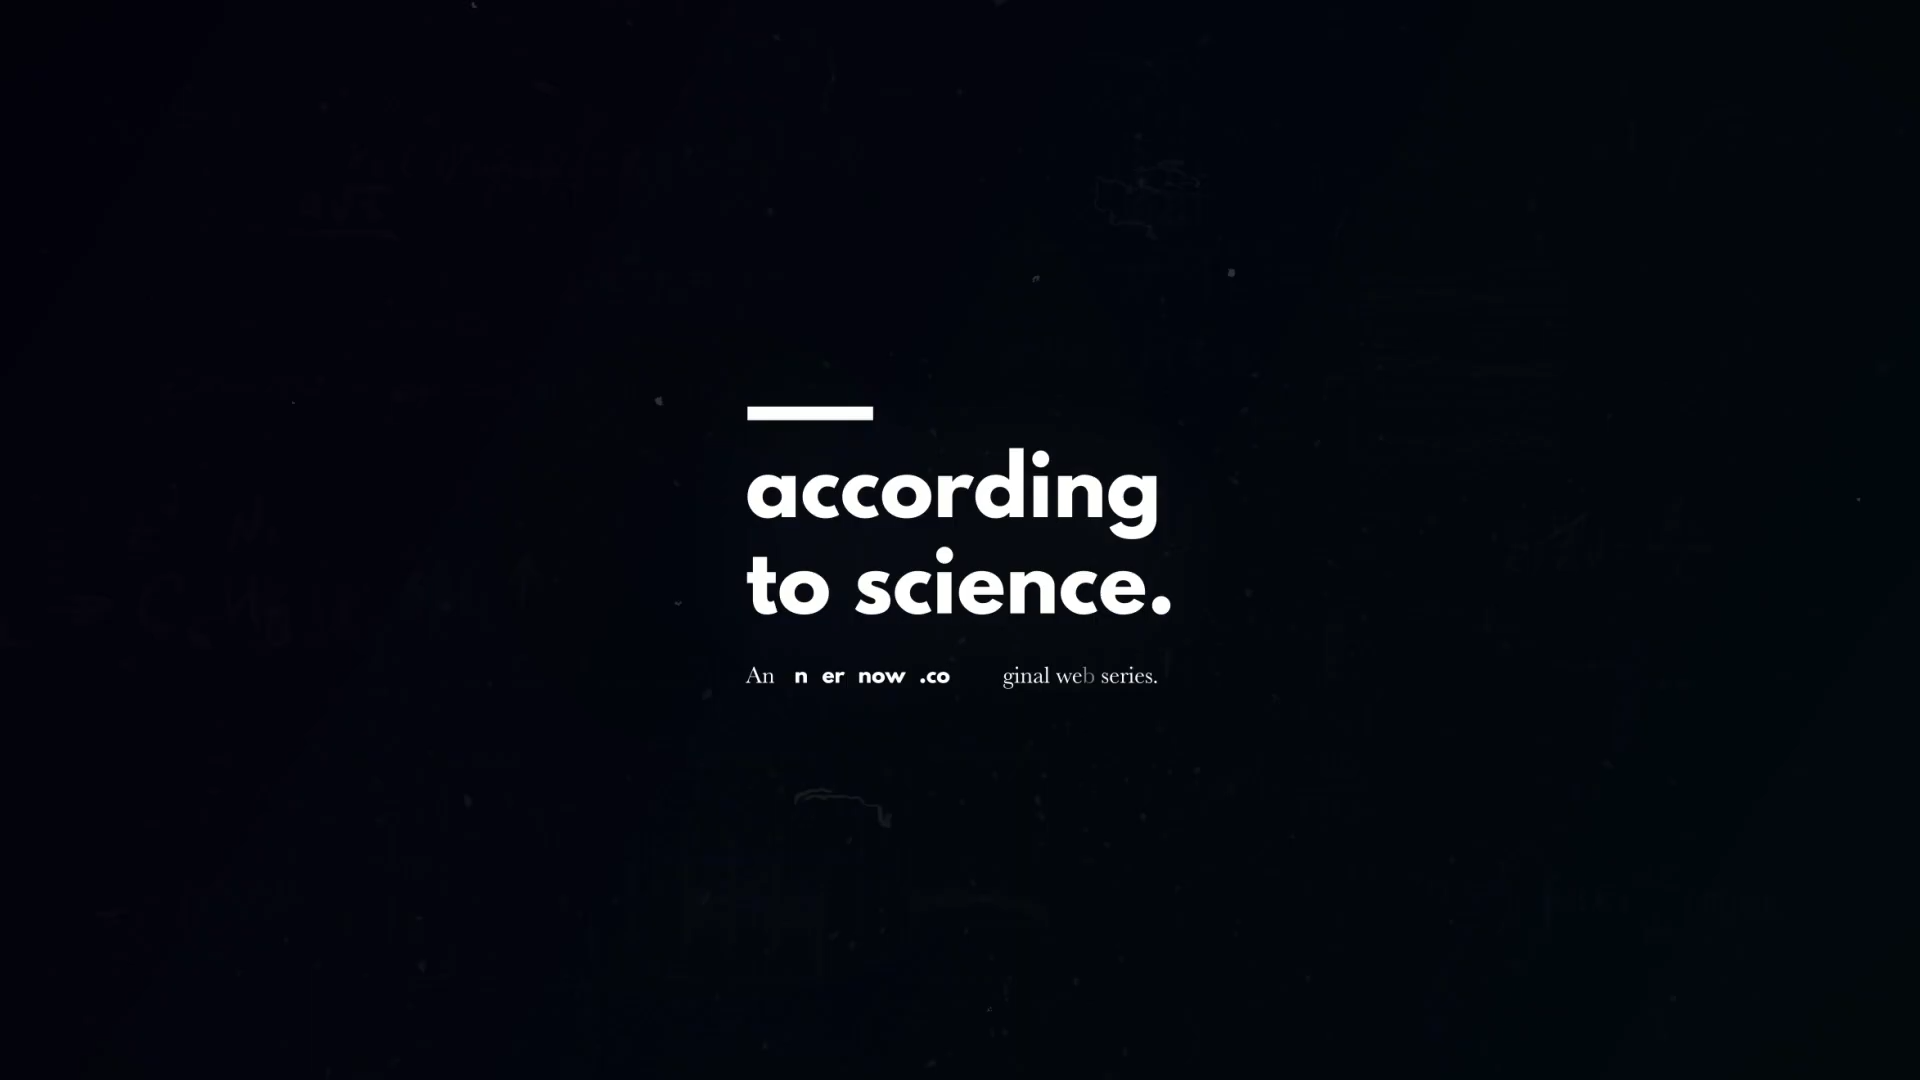 according
to science.
An n er now .co ginal web series.